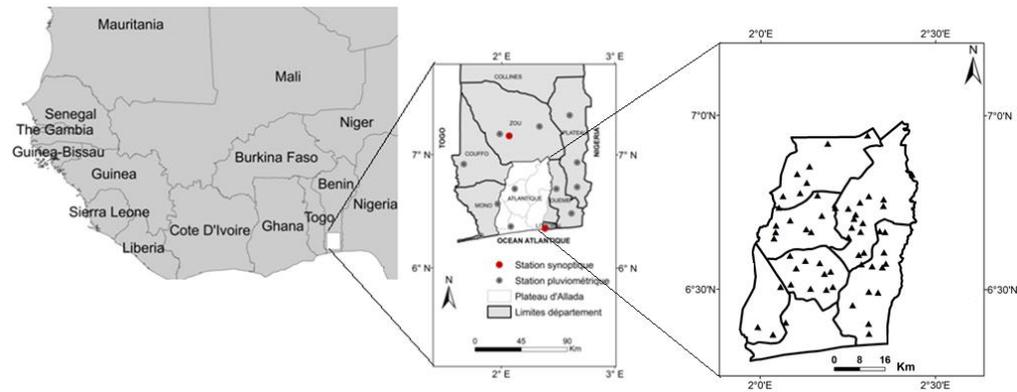 Mauritania
Mali
Niger
Senegal
The Gambia
Guinea-Bissau
Guinea
Burkina Faso
Benin
Nigeria
Sierra Leone
Cote D'Ivoire
Ghana
Togo
Liberia
2° E
3° E
COLLINES
ZOU
PLATEAU
TOGO
NIGERIA
7° N
7° N
COUFFO
ATLANTIQUE
MONO
OUEME
OCEAN ATLANTIQUE
6° N
6° N
Station synoptique
Station pluviométrique
Plateau d'Allada
Limites département
N
0 45 90
Km
2° E
3° E
2°0'E
2°30'E
N
7°0'N
7°0'N
6°30'N
6°30'N
0 8 16 Km
2°0'E
2°30'E